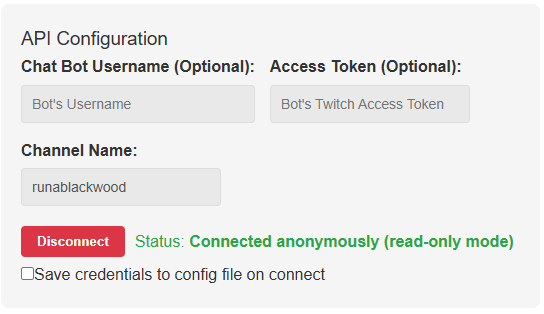 API Configuration
Chat Bot Username (Optional): Access Token (Optional):
Bot's Username Bot's Twitch Access Token
Channel Name:
runablackwood
Disconnect Status: Connected anonymously (read-only mode)
Save credentials to config file on connect